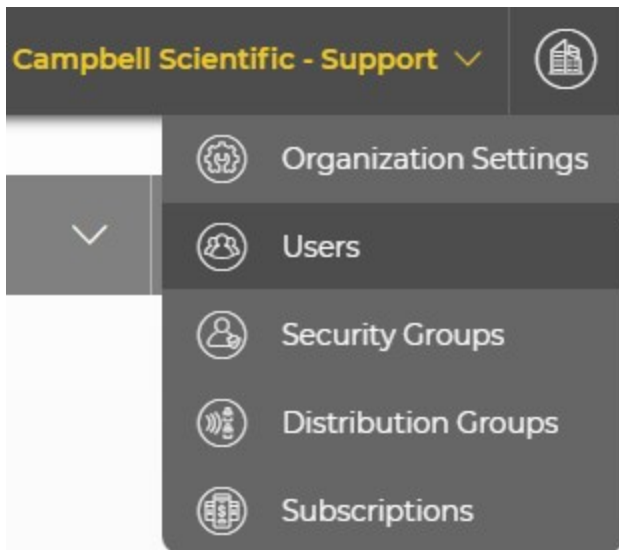 Campbell Scientific - Support
Organization Settings
Users
Security Groups
Distribution Groups
Subscriptions